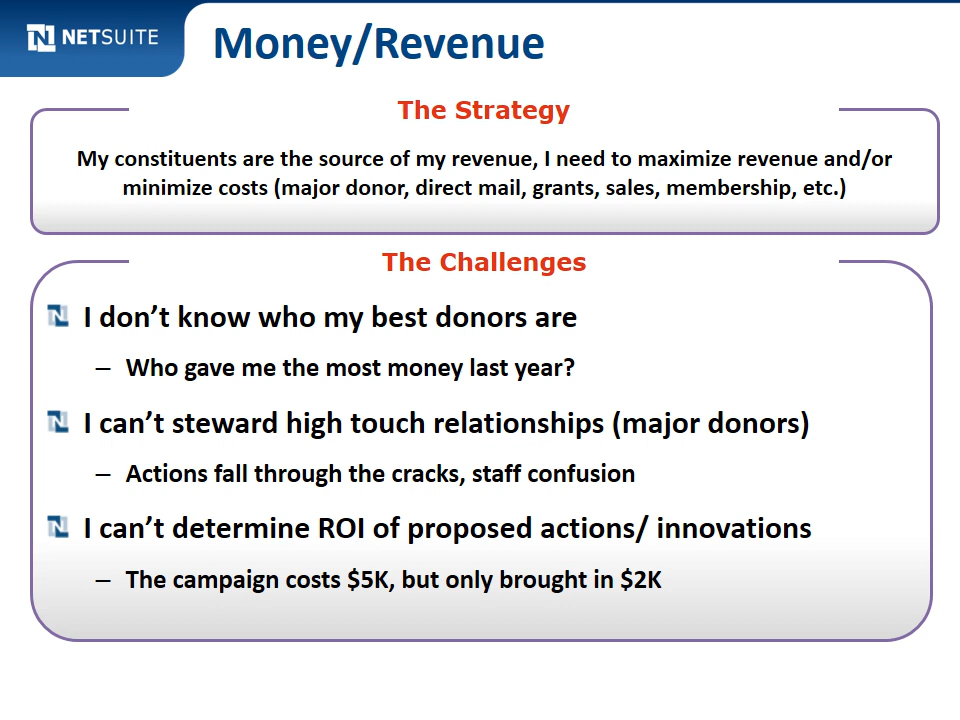 NETSUITE
Money/Revenue
The Strategy
My constituents are the source of my revenue, I need to maximize revenue and/or
minimize costs (major donor, direct mail, grants, sales, membership, etc.)
The Challenges
I don’t know who my best donors are
– Who gave me the most money last year?
I can’t steward high touch relationships (major donors)
– Actions fall through the cracks, staff confusion
I can’t determine ROI of proposed actions/ innovations
– The campaign costs $5K, but only brought in $2K